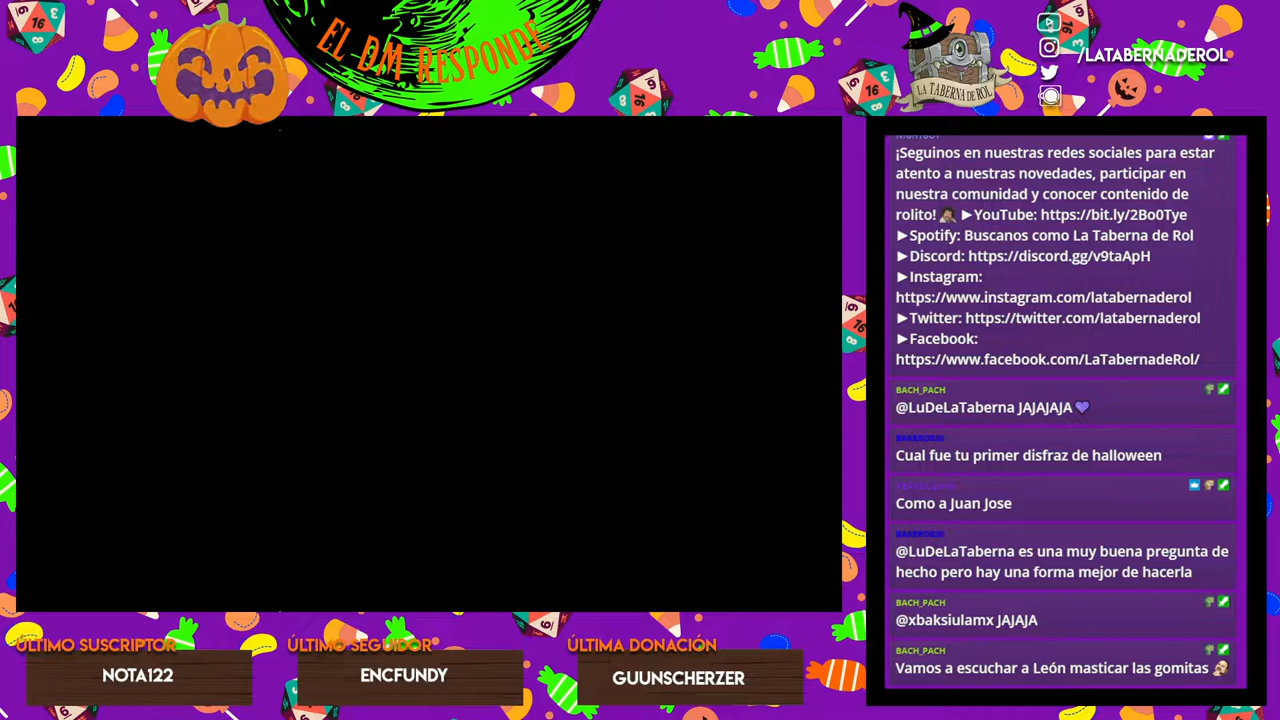 EL DM RESPONDE
LA TABERNA DE ROL
/LATABERNADEROL
NIGHTBOT
¡Seguinos en nuestras redes sociales para estar
atento a nuestras novedades, participar en
nuestra comunidad y conocer contenido de
rolito! ►YouTube: https://bit.ly/2Bo0Tye
►Spotify: Buscanos como La Taberna de Rol
►Discord: https://discord.gg/v9taApH
►Instagram:
https://www.instagram.com/latabernaderol
►Twitter: https://twitter.com/latabernaderol
►Facebook:
https://www.facebook.com/LaTabernadeRol/
BACH_PACH
@LuDeLaTaberna JAJAJAJA
Cual fue tu primer disfraz de halloween
Como a Juan Jose
@LuDeLaTaberna es una muy buena pregunta de
hecho pero hay una forma mejor de hacerla
BACH_PACH
@xbaksiulamx JAJAJA
BACH_PACH
Vamos a escuchar a León masticar las gomitas
ÚLTIMO SUSCRIPTOR
NOTA122
ÚLTIMO SEGUIDOR
ENCFUNDY
ÚLTIMA DONACIÓN
GUUNSCHERZER